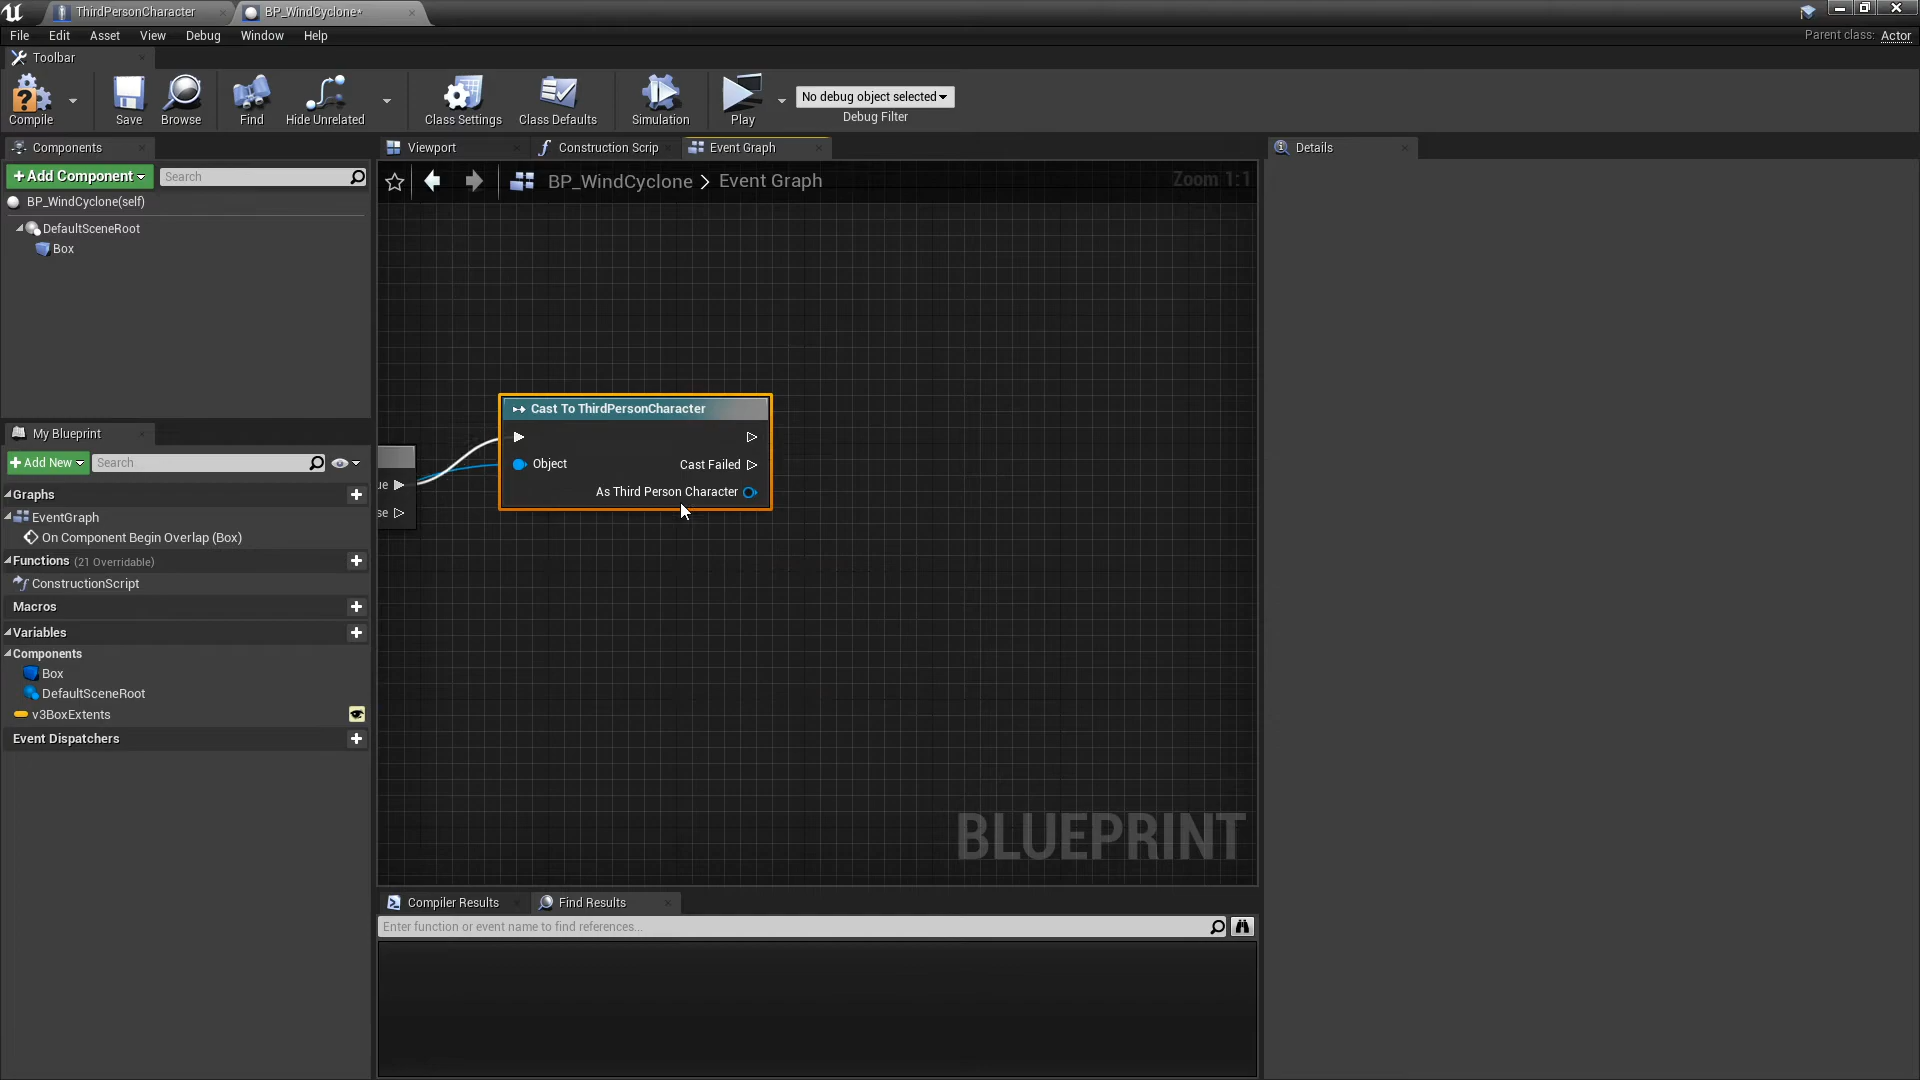 ThirdPersonCharacter
BP_WindCyclone*
File Edit Asset View Debug Window Help
Parent class: Actor
Toolbar
Compile
Save
Browse
Find
Hide Unrelated
Class Settings
Class Defaults
Simulation
Play
No debug object selected
Debug Filter
Components
+Add Component
Search
BP_WindCyclone(self)
DefaultSceneRoot
Box
My Blueprint
+Add New
Search
Graphs
EventGraph
On Component Begin Overlap (Box)
Functions (21 Overridable)
ConstructionScript
Macros
Variables
Components
Box
DefaultSceneRoot
v3BoxExtents
Event Dispatchers
Viewport
Construction Scrip
Event Graph
BP_WindCyclone > Event Graph
Zoom 1:1
ue
se
Cast To ThirdPersonCharacter
Object
Cast Failed
As Third Person Character
BLUEPRINT
Compiler Results
Find Results
Enter function or event name to find references...
Details